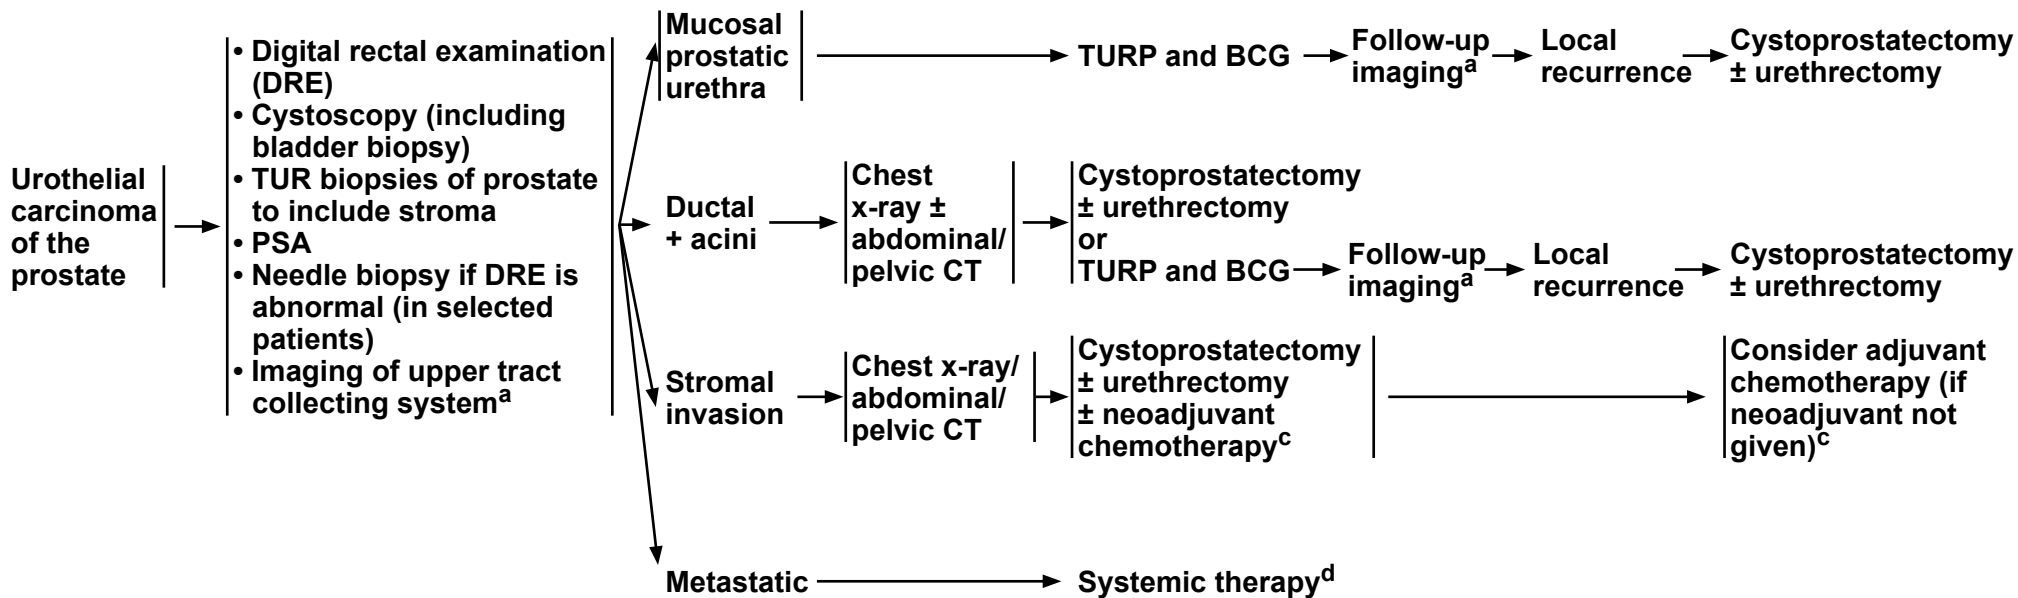 Urothelial
carcinoma
of the
prostate
• Digital rectal examination
(DRE)
• Cystoscopy (including
bladder biopsy)
• TUR biopsies of prostate
to include stroma
• PSA
• Needle biopsy if DRE is
abnormal (in selected
patients)
• Imaging of upper tract
collecting systemᵃ
Mucosal
prostatic
urethra
TURP and BCG
Follow-up
imagingᵃ
Local
recurrence
Cystoprostatectomy
± urethrectomy
Ductal
+ acini
Chest
x-ray ±
abdominal/
pelvic CT
Cystoprostatectomy
± urethrectomy
or
TURP and BCG
Follow-up
imagingᵃ
Local
recurrence
Cystoprostatectomy
± urethrectomy
Stromal
invasion
Chest x-ray/
abdominal/
pelvic CT
Cystoprostatectomy
± urethrectomy
± neoadjuvant
chemotherapyᶜ
Consider adjuvant
chemotherapy (if
neoadjuvant not
given)ᶜ
Metastatic
Systemic therapyᵈ